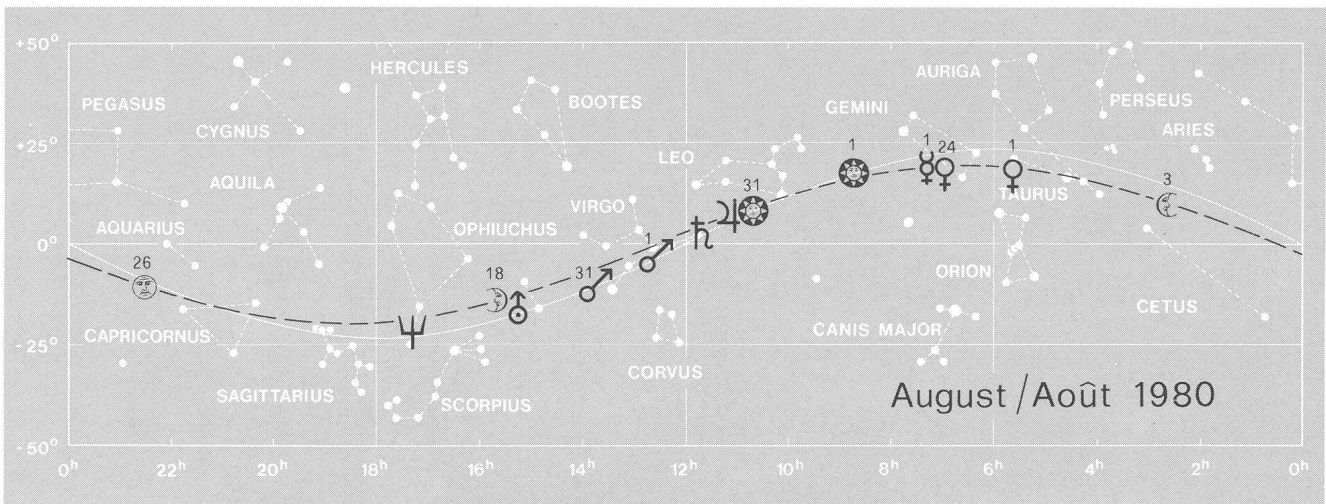 +50°
HERCULES
AURIGA
PEGASUS
BOOTES
GEMINI
PERSEUS
CYGNUS
ARIES
+25°
1
1
24
1
LEO
AQUILA
31
3
TAURUS
VIRGO
AQUARIUS
OPHIUCHUS
1
0°
26
18
31
ORION
CETUS
CAPRICORNUS
CANIS MAJOR
-25°
CORVUS
SAGITTARIUS
SCORPIUS
August/Août 1980
-50°
0h 22h 20h 18h 16h 14h 12h 10h 8h 6h 4h 2h 0h